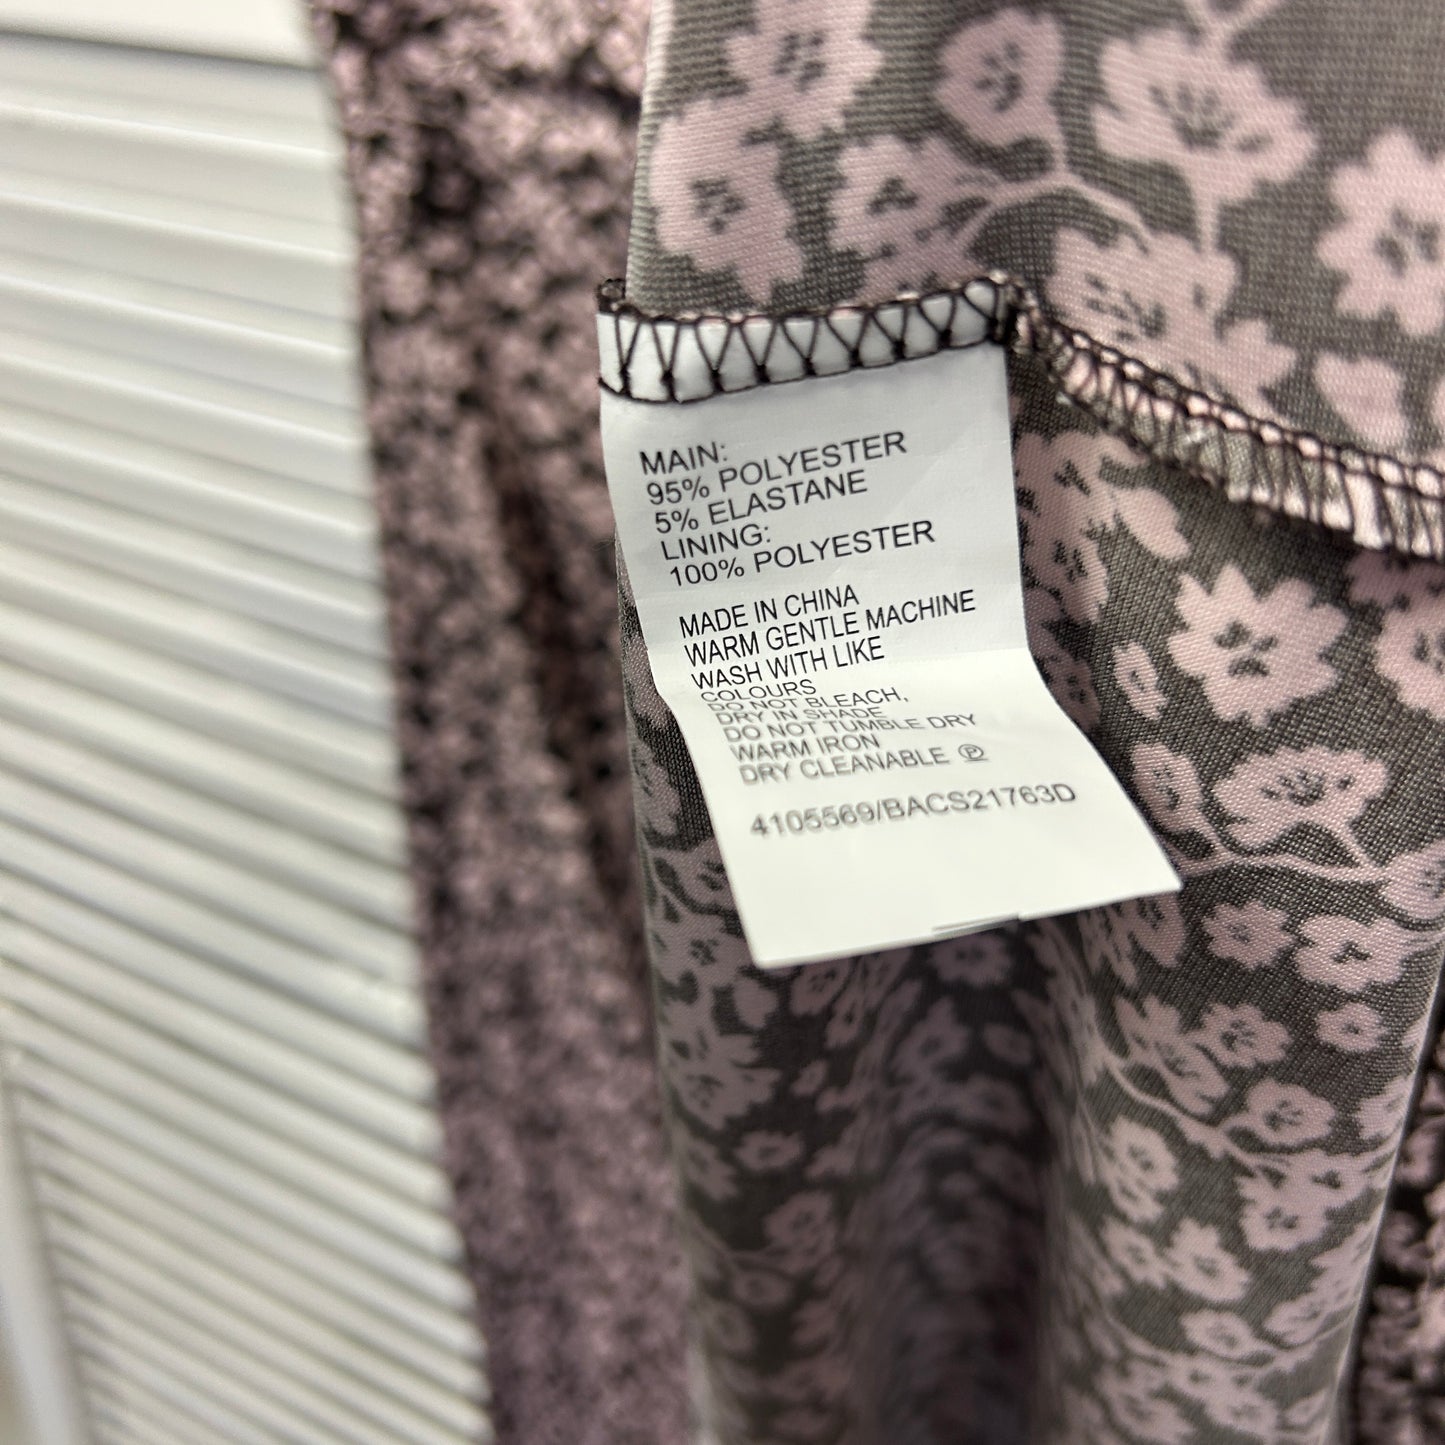 MAIN:
95% POLYESTER
5% ELASTANE
LINING:
100% POLYESTER
MADE IN CHINA
WARM GENTLE MACHINE
WASH WITH LIKE
COLOURS
DO NOT BLEACH,
DRY IN SHADE
DO NOT TUMBLE DRY
WARM IRON
DRY CLEANABLE Ⓟ
4105569/BACS21763D